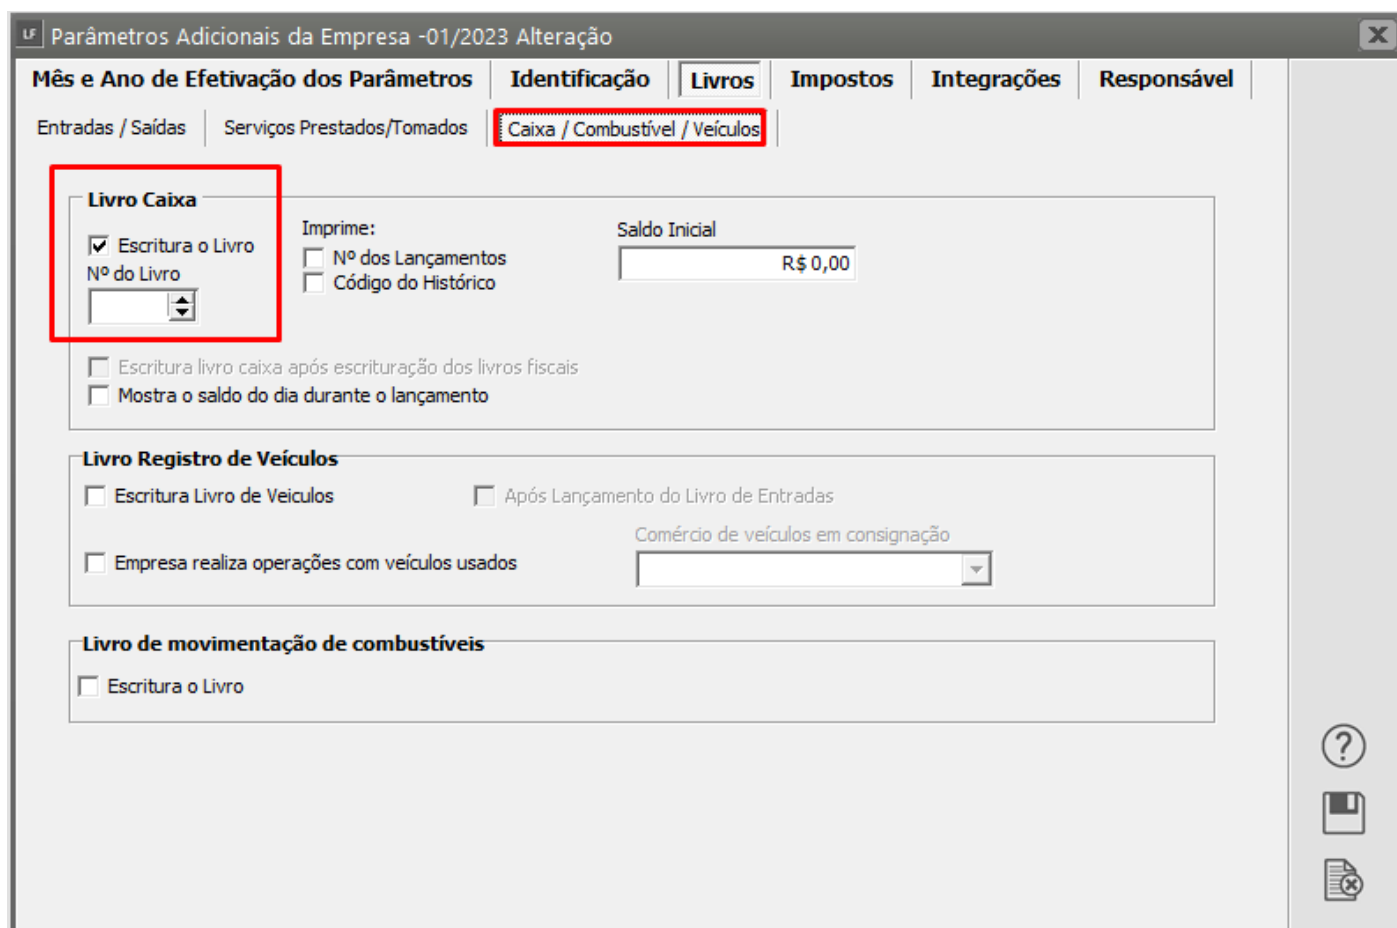 LF Parâmetros Adicionais da Empresa -01/2023 Alteração
Mês e Ano de Efetivação dos Parâmetros Identificação Livros Impostos Integrações Responsável
Entradas / Saídas Serviços Prestados/Tomados Caixa / Combustível / Veículos
Livro Caixa
Imprime: Saldo Inicial
Escritura o Livro Nº dos Lançamentos R$ 0,00
Nº do Livro Código do Histórico
Escritura livro caixa após escrituração dos livros fiscais
Mostra o saldo do dia durante o lançamento
Livro Registro de Veículos
Escritura Livro de Veiculos Após Lançamento do Livro de Entradas
Comércio de veículos em consignação
Empresa realiza operações com veículos usados
Livro de movimentação de combustíveis
Escritura o Livro